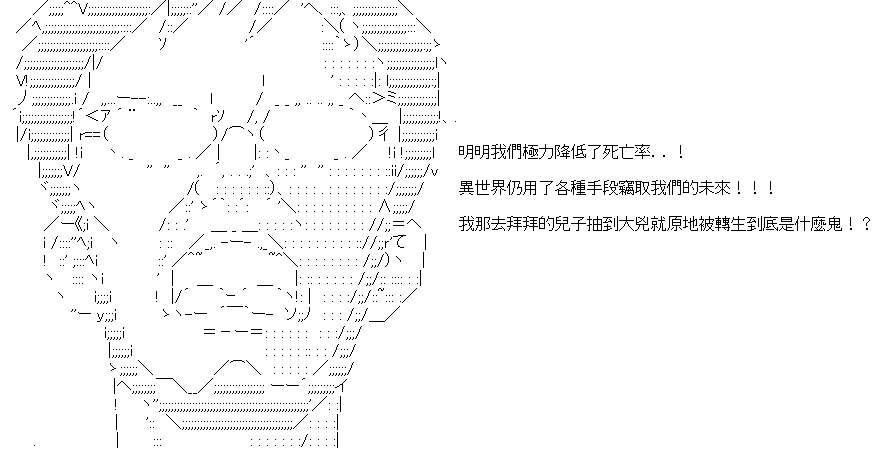 明明我們極力降低了死亡率．．！
異世界仍用了各種手段竊取我們的未來！！！
我那去拜拜的兒子抽到大兇就原地被轉生到底是什麼鬼！？